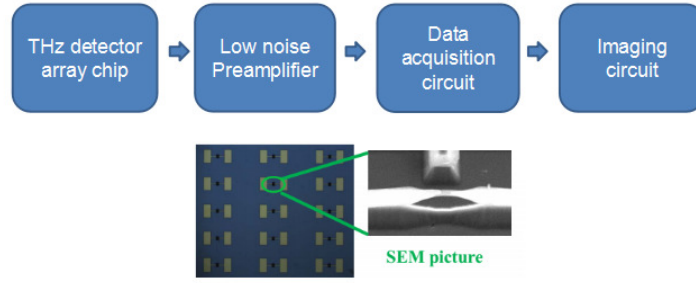 THz detector
array chip
Low noise
Preamplifier
Data
acquisition
circuit
Imaging
circuit
SEM picture